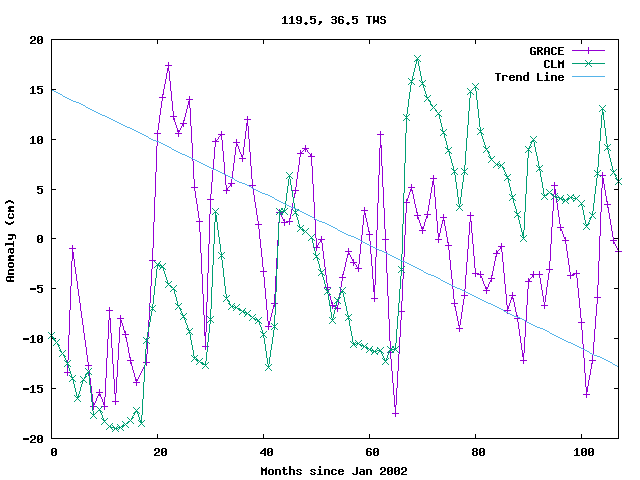 119.5, 36.5 TWS
GRACE
CLM
Trend Line
20
15
10
5
0
-5
-10
-15
-20
Anomaly (cm)
0 20 40 60 80 100
Months since Jan 2002